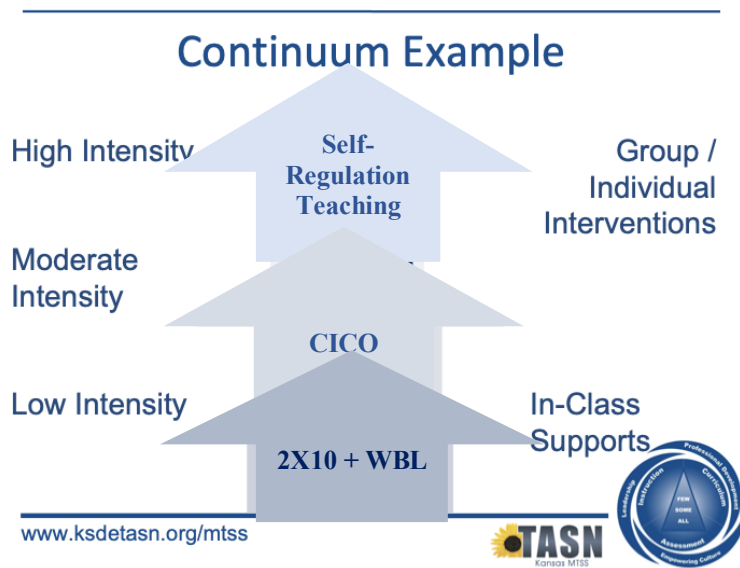 Continuum Example
High Intensity
Self-
Regulation
Teaching
Group /
Individual
Interventions
Moderate
Intensity
CICO
Low Intensity
In-Class
Supports
2X10 + WBL
www.ksdetasn.org/mtss
TASN
Kansas MTSS
Leadership
Professional Development
Empowering Culture
Instruction
Curriculum
Assessment
FEW
SOME
ALL